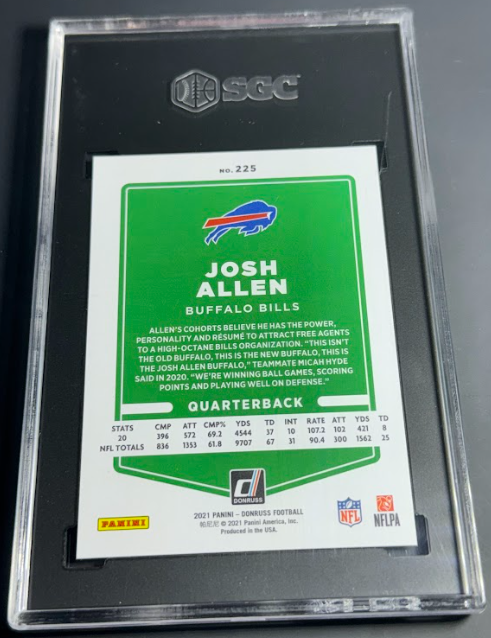 SGC
NO. 225
JOSH
ALLEN
BUFFALO BILLS
ALLEN'S COHORTS BELIEVE HE HAS THE POWER,
PERSONALITY AND RÉSUMÉ TO ATTRACT FREE AGENTS
TO A HIGH-OCTANE BILLS ORGANIZATION. "THIS ISN'T
THE OLD BUFFALO, THIS IS THE NEW BUFFALO, THIS IS
THE JOSH ALLEN BUFFALO," TEAMMATE MICAH HYDE
SAID IN 2020. "WE'RE WINNING BALL GAMES, SCORING
POINTS AND PLAYING WELL ON DEFENSE."
QUARTERBACK
STATS CMP ATT CMP% YDS TD INT RATE ATT YDS TD
20 396 572 69.2 4544 37 10 107.2 102 421 8
NFL TOTALS 836 1353 61.8 9707 67 31 90.4 300 1562 25
DONRUSS
PANINI
2021 PANINI – DONRUSS FOOTBALL
帕尼尼 © 2021 Panini America, Inc.
Produced in the USA.
NFL
NFLPA